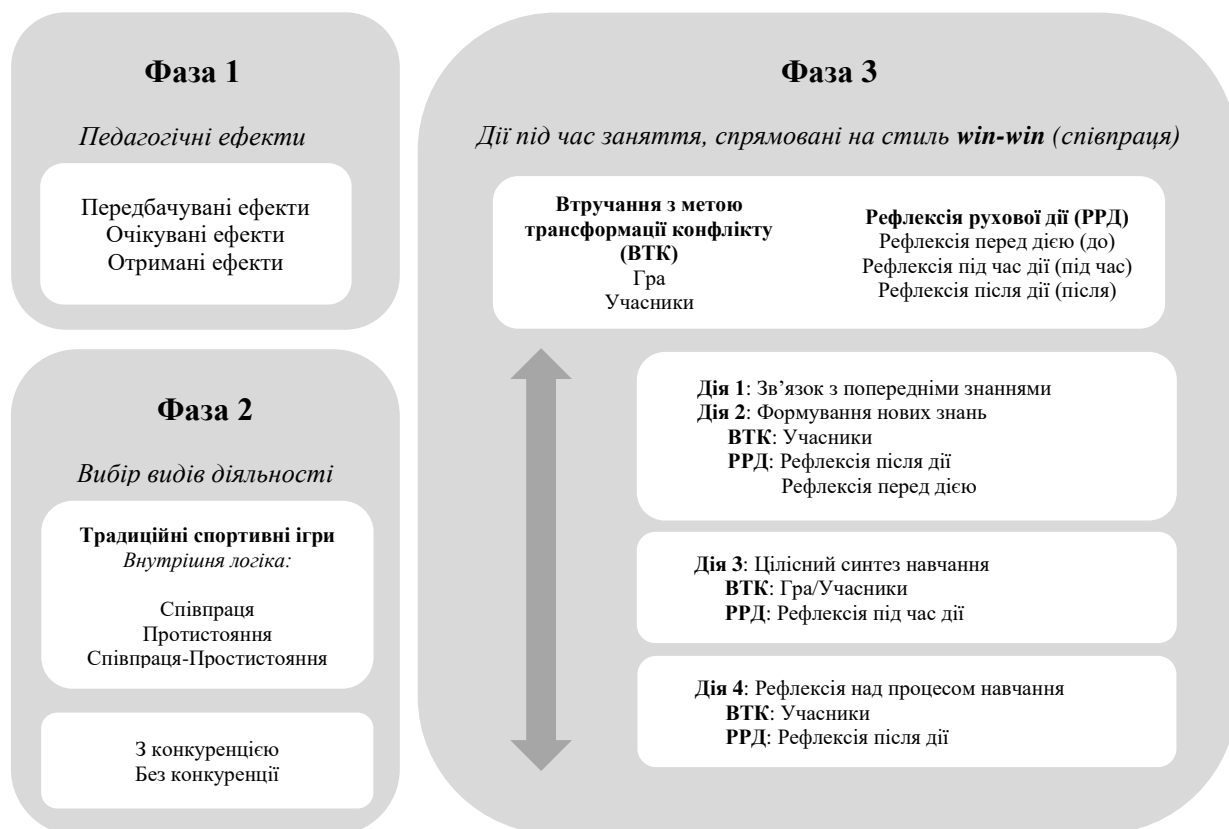 Фаза 1
Педагогічні ефекти
Передбачувані ефекти
Очікувані ефекти
Отримані ефекти
Фаза 2
Вибір видів діяльності
Традиційні спортивні ігри
Внутрішня логіка:
Співпраця
Протистояння
Співпраця-Простистояння
З конкуренцією
Без конкуренції
Фаза 3
Дії під час заняття, спрямовані на стиль win-win (співпраця)
Втручання з метою
трансформації конфлікту
(ВТК)
Гра
Учасники
Рефлексія рухової дії (РРД)
Рефлексія перед дією (до)
Рефлексія під час дії (під час)
Рефлексія після дії (після)
Дія 1: Зв’язок з попередніми знаннями
Дія 2: Формування нових знань
ВТК: Учасники
РРД: Рефлексія після дії
Рефлексія перед дією
Дія 3: Цілісний синтез навчання
ВТК: Гра/Учасники
РРД: Рефлексія під час дії
Дія 4: Рефлексія над процесом навчання
ВТК: Учасники
РРД: Рефлексія після дії